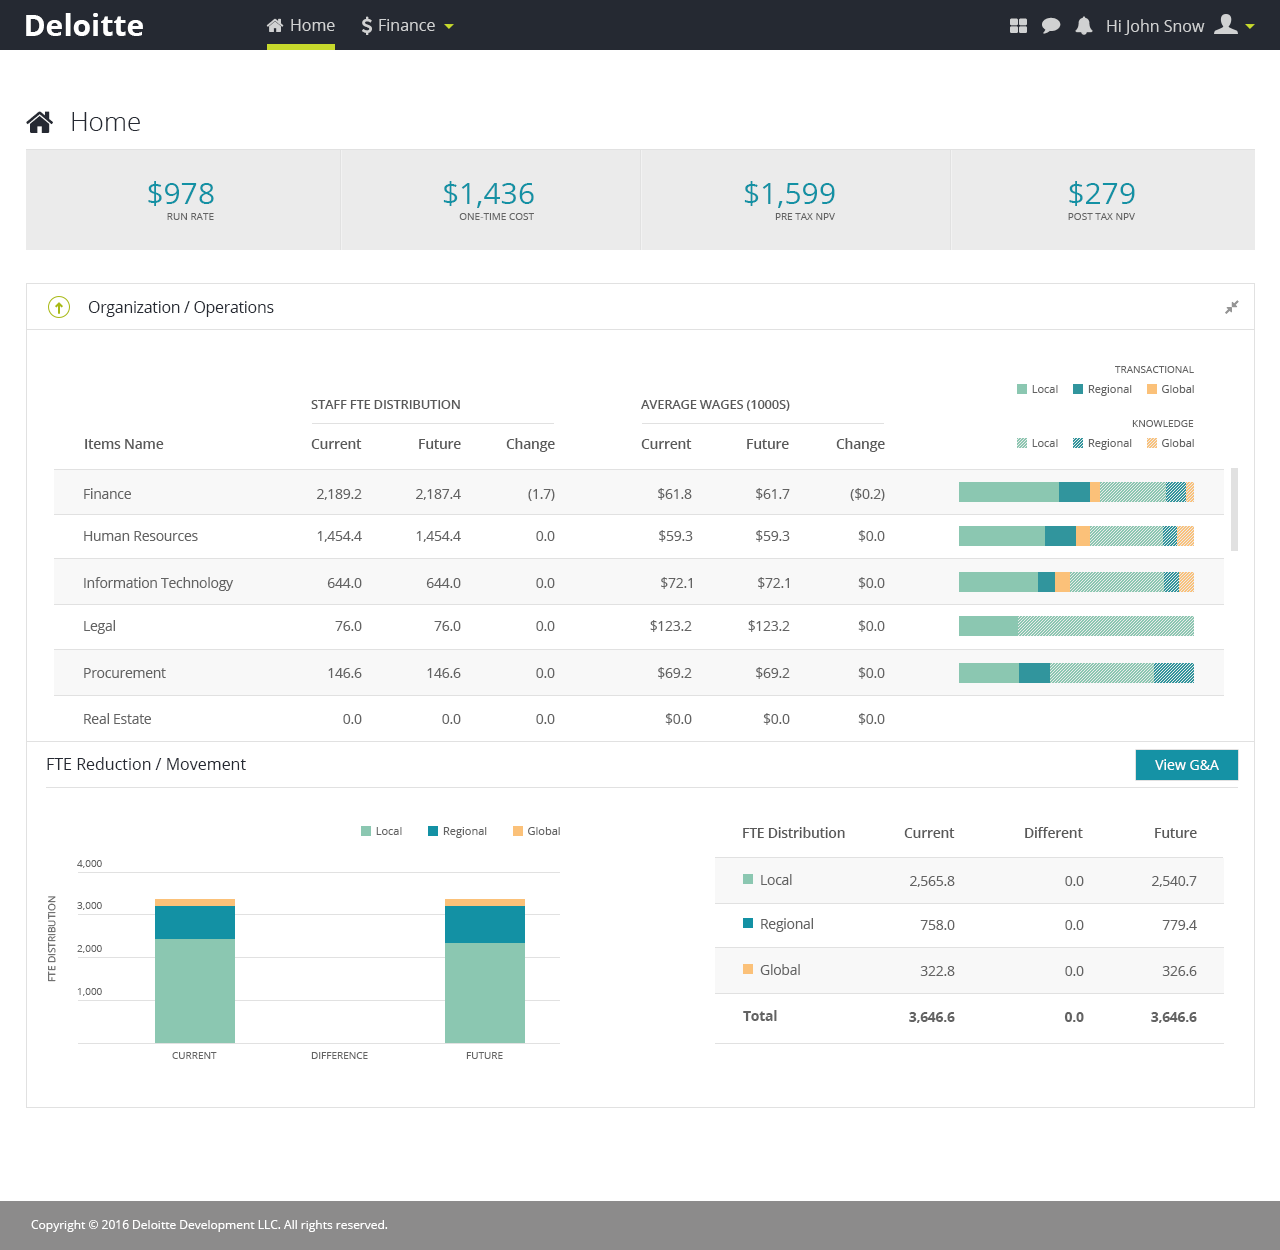 Deloitte Home Finance Hi John Snow
Home
$978 $1,436 $1,599 $279
RUN RATE ONE-TIME COST PRE TAX NPV POST TAX NPV
Organization / Operations
TRANSACTIONAL
Local Regional Global
STAFF FTE DISTRIBUTION AVERAGE WAGES (1000S)
KNOWLEDGE
Items Name Current Future Change Current Future Change Local Regional Global
Finance 2,189.2 2,187.4 (1.7) $61.8 $61.7 ($0.2)
Human Resources 1,454.4 1,454.4 0.0 $59.3 $59.3 $0.0
Information Technology 644.0 644.0 0.0 $72.1 $72.1 $0.0
Legal 76.0 76.0 0.0 $123.2 $123.2 $0.0
Procurement 146.6 146.6 0.0 $69.2 $69.2 $0.0
Real Estate 0.0 0.0 0.0 $0.0 $0.0 $0.0
FTE Reduction / Movement View G&A
Local Regional Global
4,000
3,000
2,000
1,000
FTE DISTRIBUTION
CURRENT DIFFERENCE FUTURE
FTE Distribution Current Different Future
Local 2,565.8 0.0 2,540.7
Regional 758.0 0.0 779.4
Global 322.8 0.0 326.6
Total 3,646.6 0.0 3,646.6
Copyright © 2016 Deloitte Development LLC. All rights reserved.